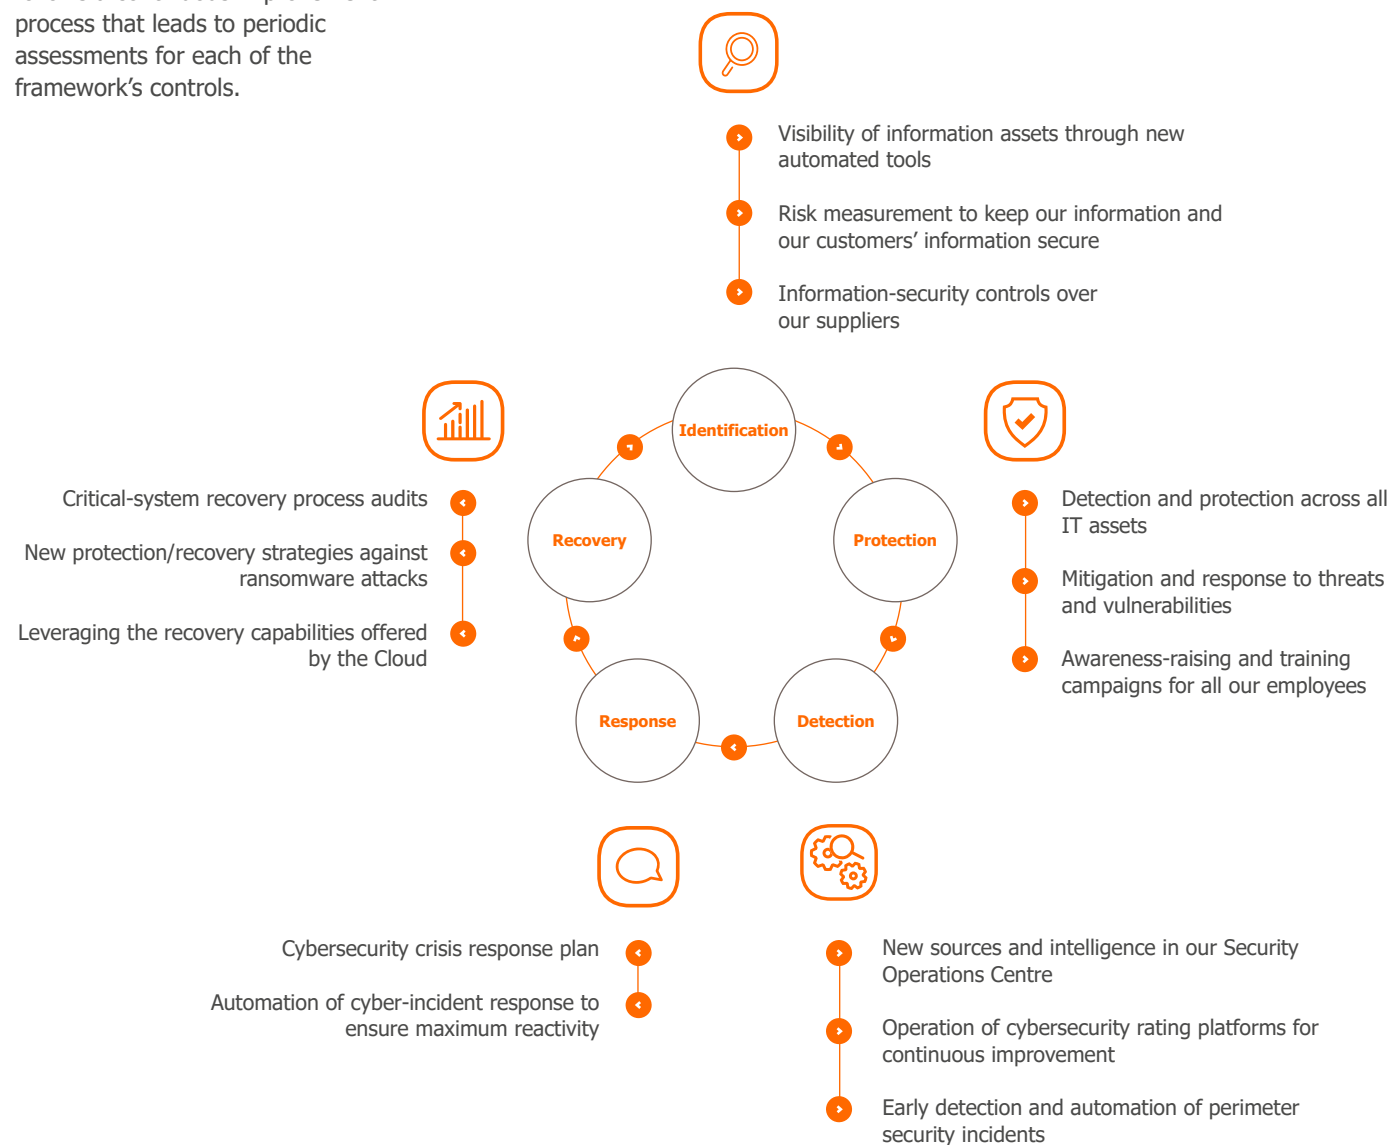 process that leads to periodic
assessments for each of the
framework’s controls.
Visibility of information assets through new
automated tools
Risk measurement to keep our information and
our customers’ information secure
Information-security controls over
our suppliers
Identification
Critical-system recovery process audits
New protection/recovery strategies against
ransomware attacks
Leveraging the recovery capabilities offered
by the Cloud
Recovery
Protection
Detection and protection across all
IT assets
Mitigation and response to threats
and vulnerabilities
Awareness-raising and training
campaigns for all our employees
Response
Detection
Cybersecurity crisis response plan
Automation of cyber-incident response to
ensure maximum reactivity
New sources and intelligence in our Security
Operations Centre
Operation of cybersecurity rating platforms for
continuous improvement
Early detection and automation of perimeter
security incidents